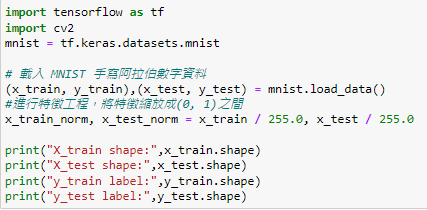 import tensorflow as tf
import cv2
mnist = tf.keras.datasets.mnist
# 載入 MNIST 手寫阿拉伯數字資料
(x_train, y_train),(x_test, y_test) = mnist.load_data()
#進行特徵工程，將特徵縮放成(0, 1)之間
x_train_norm, x_test_norm = x_train / 255.0, x_test / 255.0
print("X_train shape:",x_train.shape)
print("X_test shape:",x_test.shape)
print("y_train label:",y_train.shape)
print("y_test label:",y_test.shape)